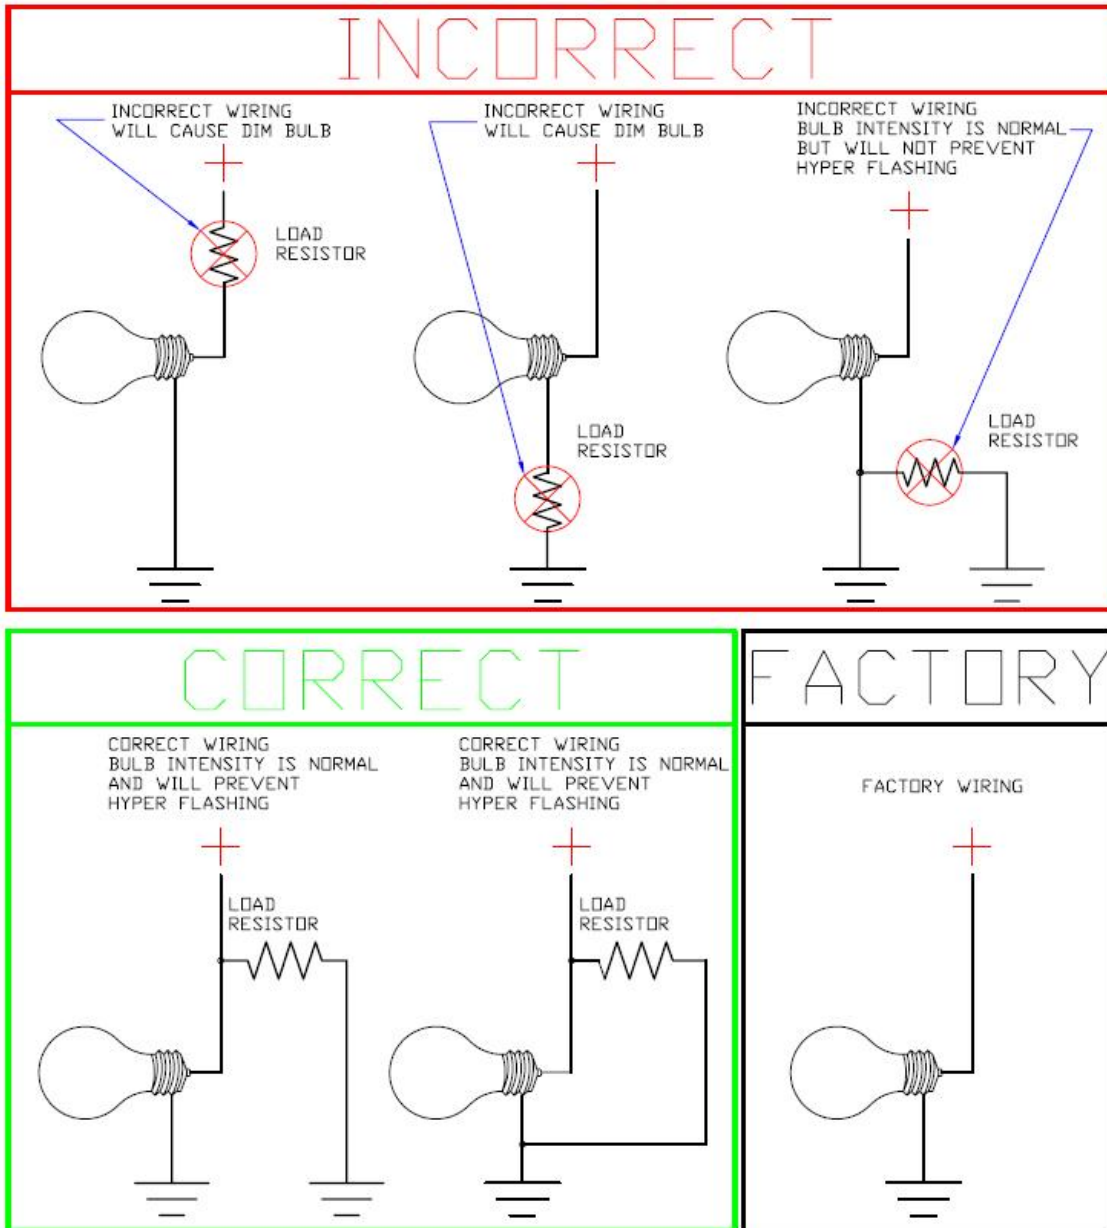 INCORRECT
INCORRECT WIRING
WILL CAUSE DIM BULB
LOAD
RESISTOR
INCORRECT WIRING
WILL CAUSE DIM BULB
LOAD
RESISTOR
INCORRECT WIRING
BULB INTENSITY IS NORMAL
BUT WILL NOT PREVENT
HYPER FLASHING
LOAD
RESISTOR
CORRECT
CORRECT WIRING
BULB INTENSITY IS NORMAL
AND WILL PREVENT
HYPER FLASHING
LOAD
RESISTOR
CORRECT WIRING
BULB INTENSITY IS NORMAL
AND WILL PREVENT
HYPER FLASHING
LOAD
RESISTOR
FACTORY
FACTORY WIRING